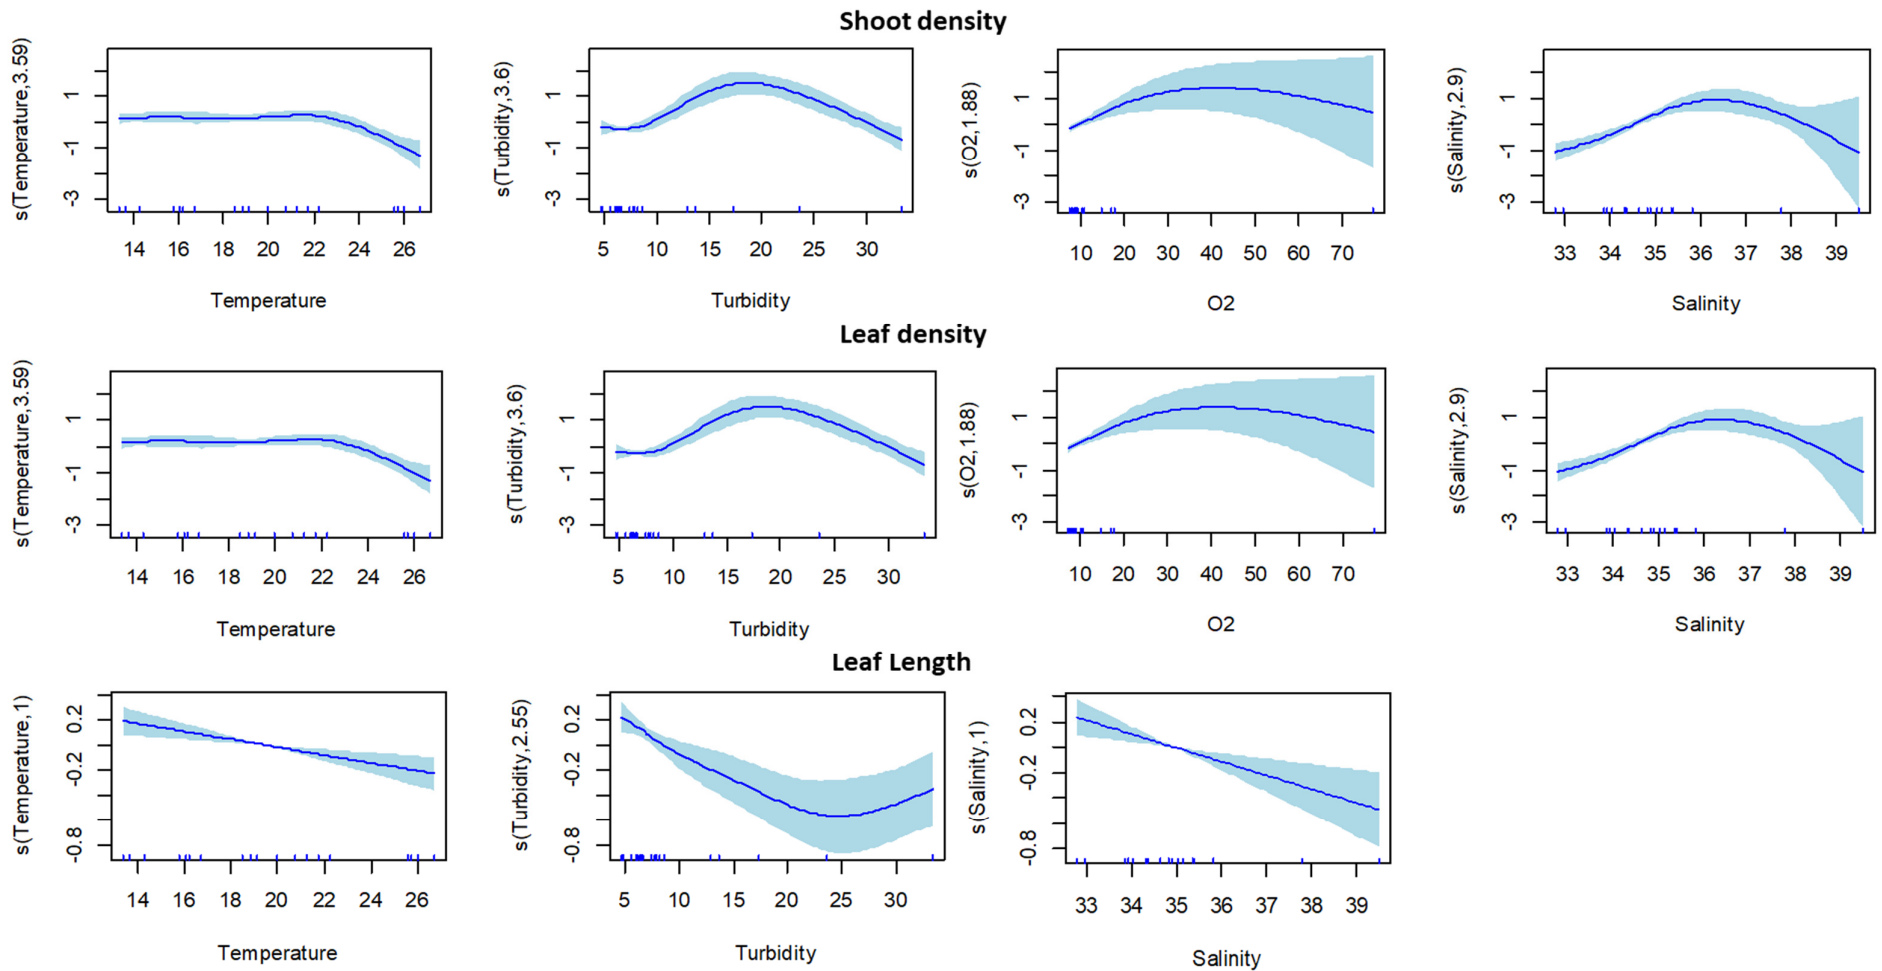 Shoot density
s(Temperature,3.59)
1
-1
-3
14 16 18 20 22 24 26
Temperature
s(Turbidity,3.6)
1
-1
-3
5 10 15 20 25 30
Turbidity
s(O2,1.88)
1
-1
-3
10 20 30 40 50 60 70
O2
s(Salinity,2.9)
1
-1
-3
33 34 35 36 37 38 39
Salinity
Leaf density
s(Temperature,3.59)
1
-1
-3
14 16 18 20 22 24 26
Temperature
s(Turbidity,3.6)
1
-1
-3
5 10 15 20 25 30
Turbidity
s(O2,1.88)
1
-1
-3
10 20 30 40 50 60 70
O2
s(Salinity,2.9)
1
-1
-3
33 34 35 36 37 38 39
Salinity
Leaf Length
s(Temperature,1)
0.2
-0.2
-0.8
14 16 18 20 22 24 26
Temperature
s(Turbidity,2.55)
0.2
-0.2
-0.8
5 10 15 20 25 30
Turbidity
s(Salinity,1)
0.2
-0.2
-0.8
33 34 35 36 37 38 39
Salinity